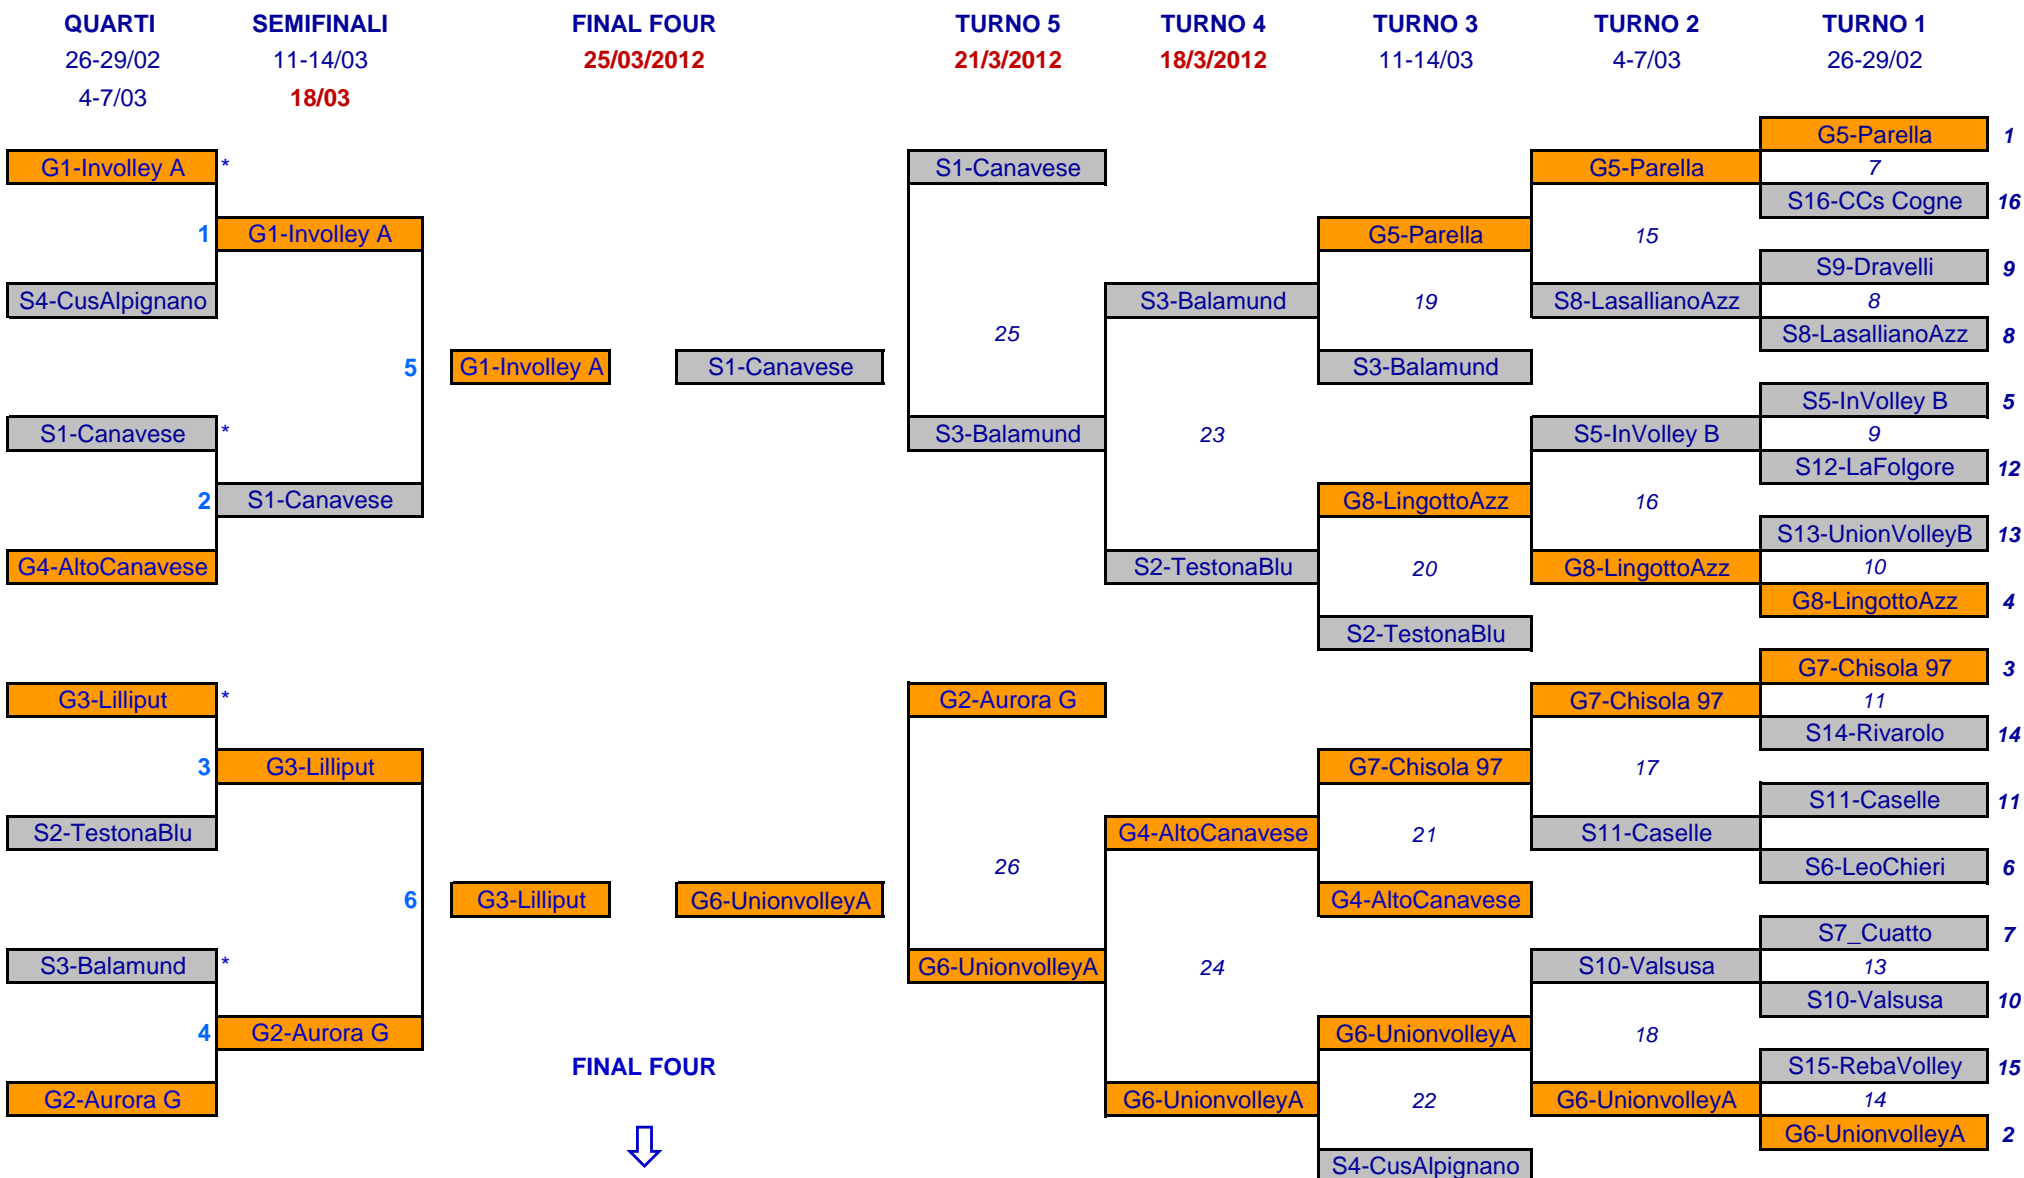 QUARTI SEMIFINALI FINAL FOUR TURNO 5 TURNO 4 TURNO 3 TURNO 2 TURNO 1
26-29/02 11-14/03 25/03/2012 21/3/2012 18/3/2012 11-14/03 4-7/03 26-29/02
4-7/03 18/03
G5-Parella 1
G1-Involley A * S1-Canavese G5-Parella 7
S16-CCs Cogne 16
1 G1-Involley A G5-Parella 15
S9-Dravelli 9
S4-CusAlpignano S3-Balamund 19 S8-LasallianoAzz 8
25 S8-LasallianoAzz 8
5 G1-Involley A S1-Canavese S3-Balamund
S5-InVolley B 5
S1-Canavese * S3-Balamund 23 S5-InVolley B 9
S12-LaFolgore 12
2 S1-Canavese G8-LingottoAzz 16
S13-UnionVolleyB 13
G4-AltoCanavese S2-TestonaBlu 20 G8-LingottoAzz 10
G8-LingottoAzz 4
S2-TestonaBlu
G7-Chisola 97 3
G3-Lilliput * G2-Aurora G G7-Chisola 97 11
S14-Rivarolo 14
3 G3-Lilliput G7-Chisola 97 17
S11-Caselle 11
S2-TestonaBlu G4-AltoCanavese 21 S11-Caselle
26 S6-LeoChieri 6
6 G3-Lilliput G6-UnionvolleyA G4-AltoCanavese
S7_Cuatto 7
S3-Balamund * G6-UnionvolleyA 24 S10-Valsusa 13
S10-Valsusa 10
4 G2-Aurora G G6-UnionvolleyA 18
FINAL FOUR S15-RebaVolley 15
G2-Aurora G G6-UnionvolleyA 22 G6-UnionvolleyA 14
G6-UnionvolleyA 2
S4-CusAlpignano